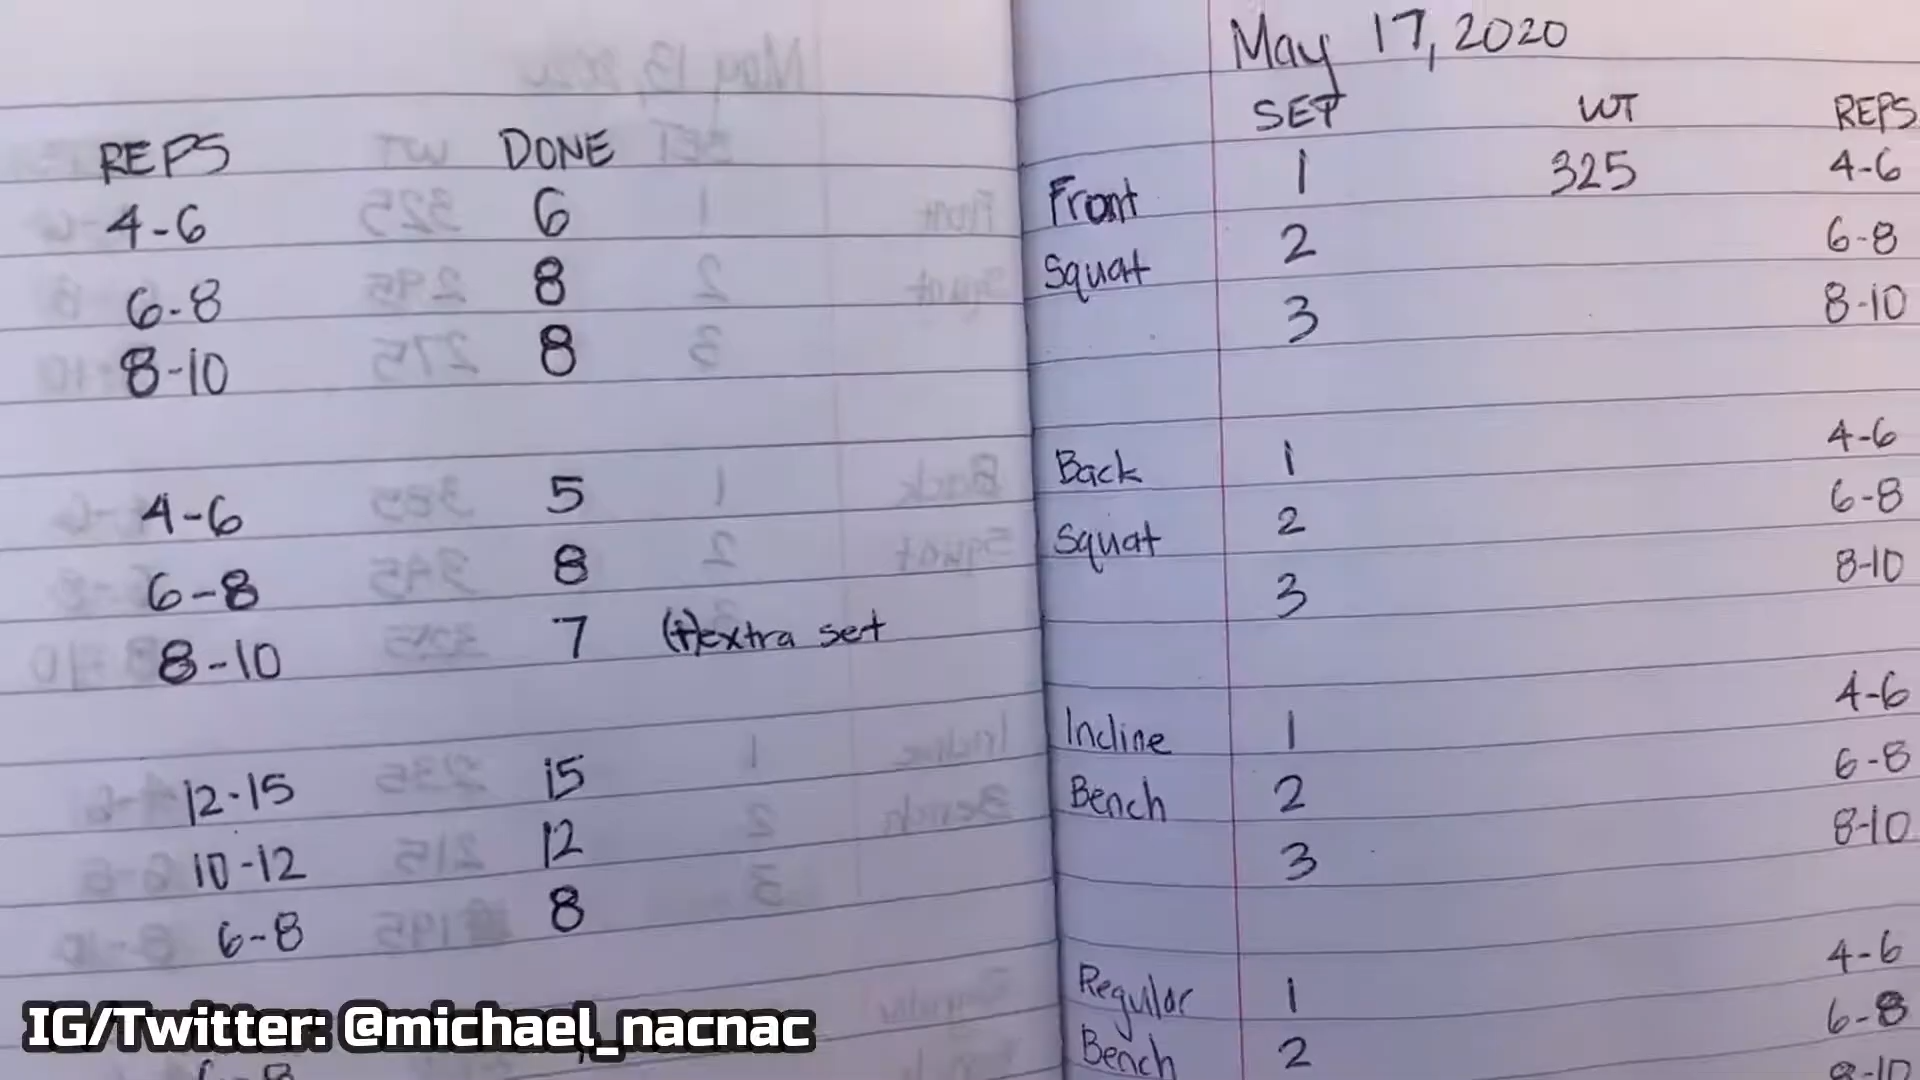 REPS DONE
4-6 6
6-8 8
8-10 8
4-6 5
6-8 8
8-10 7 (+)extra set
12-15 15
10-12 12
6-8 8
6-8
May 17, 2020
SET WT REPS
Front 1 325 4-6
Squat 2 6-8
3 8-10
Back 1 4-6
Squat 2 6-8
3 8-10
Incline 1 4-6
Bench 2 6-8
3 8-10
Regular 1 4-6
Bench 2 6-8
8-10
IG/Twitter: @michael_nacnac